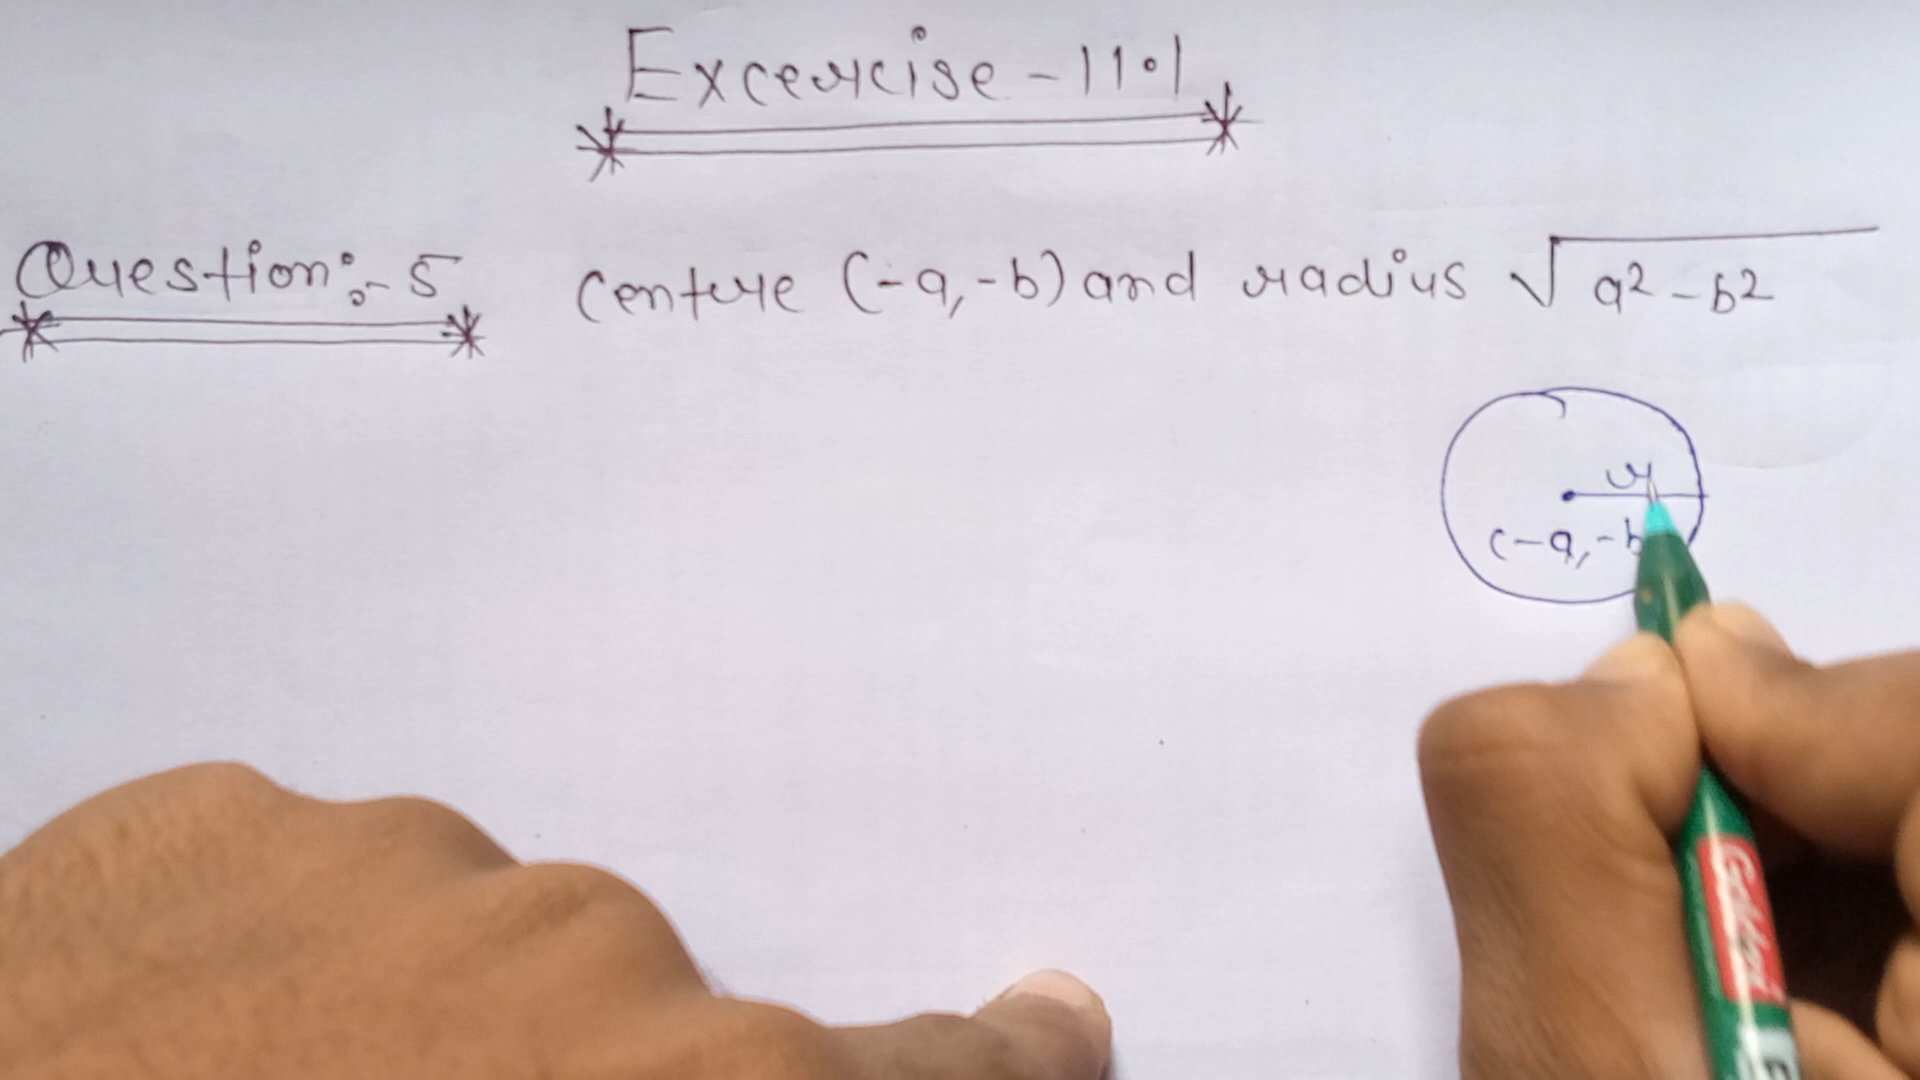 Excercise - 11.1
Question:- 5 Centre (-a, -b) and radius √a² - b²
r
(-a, -b